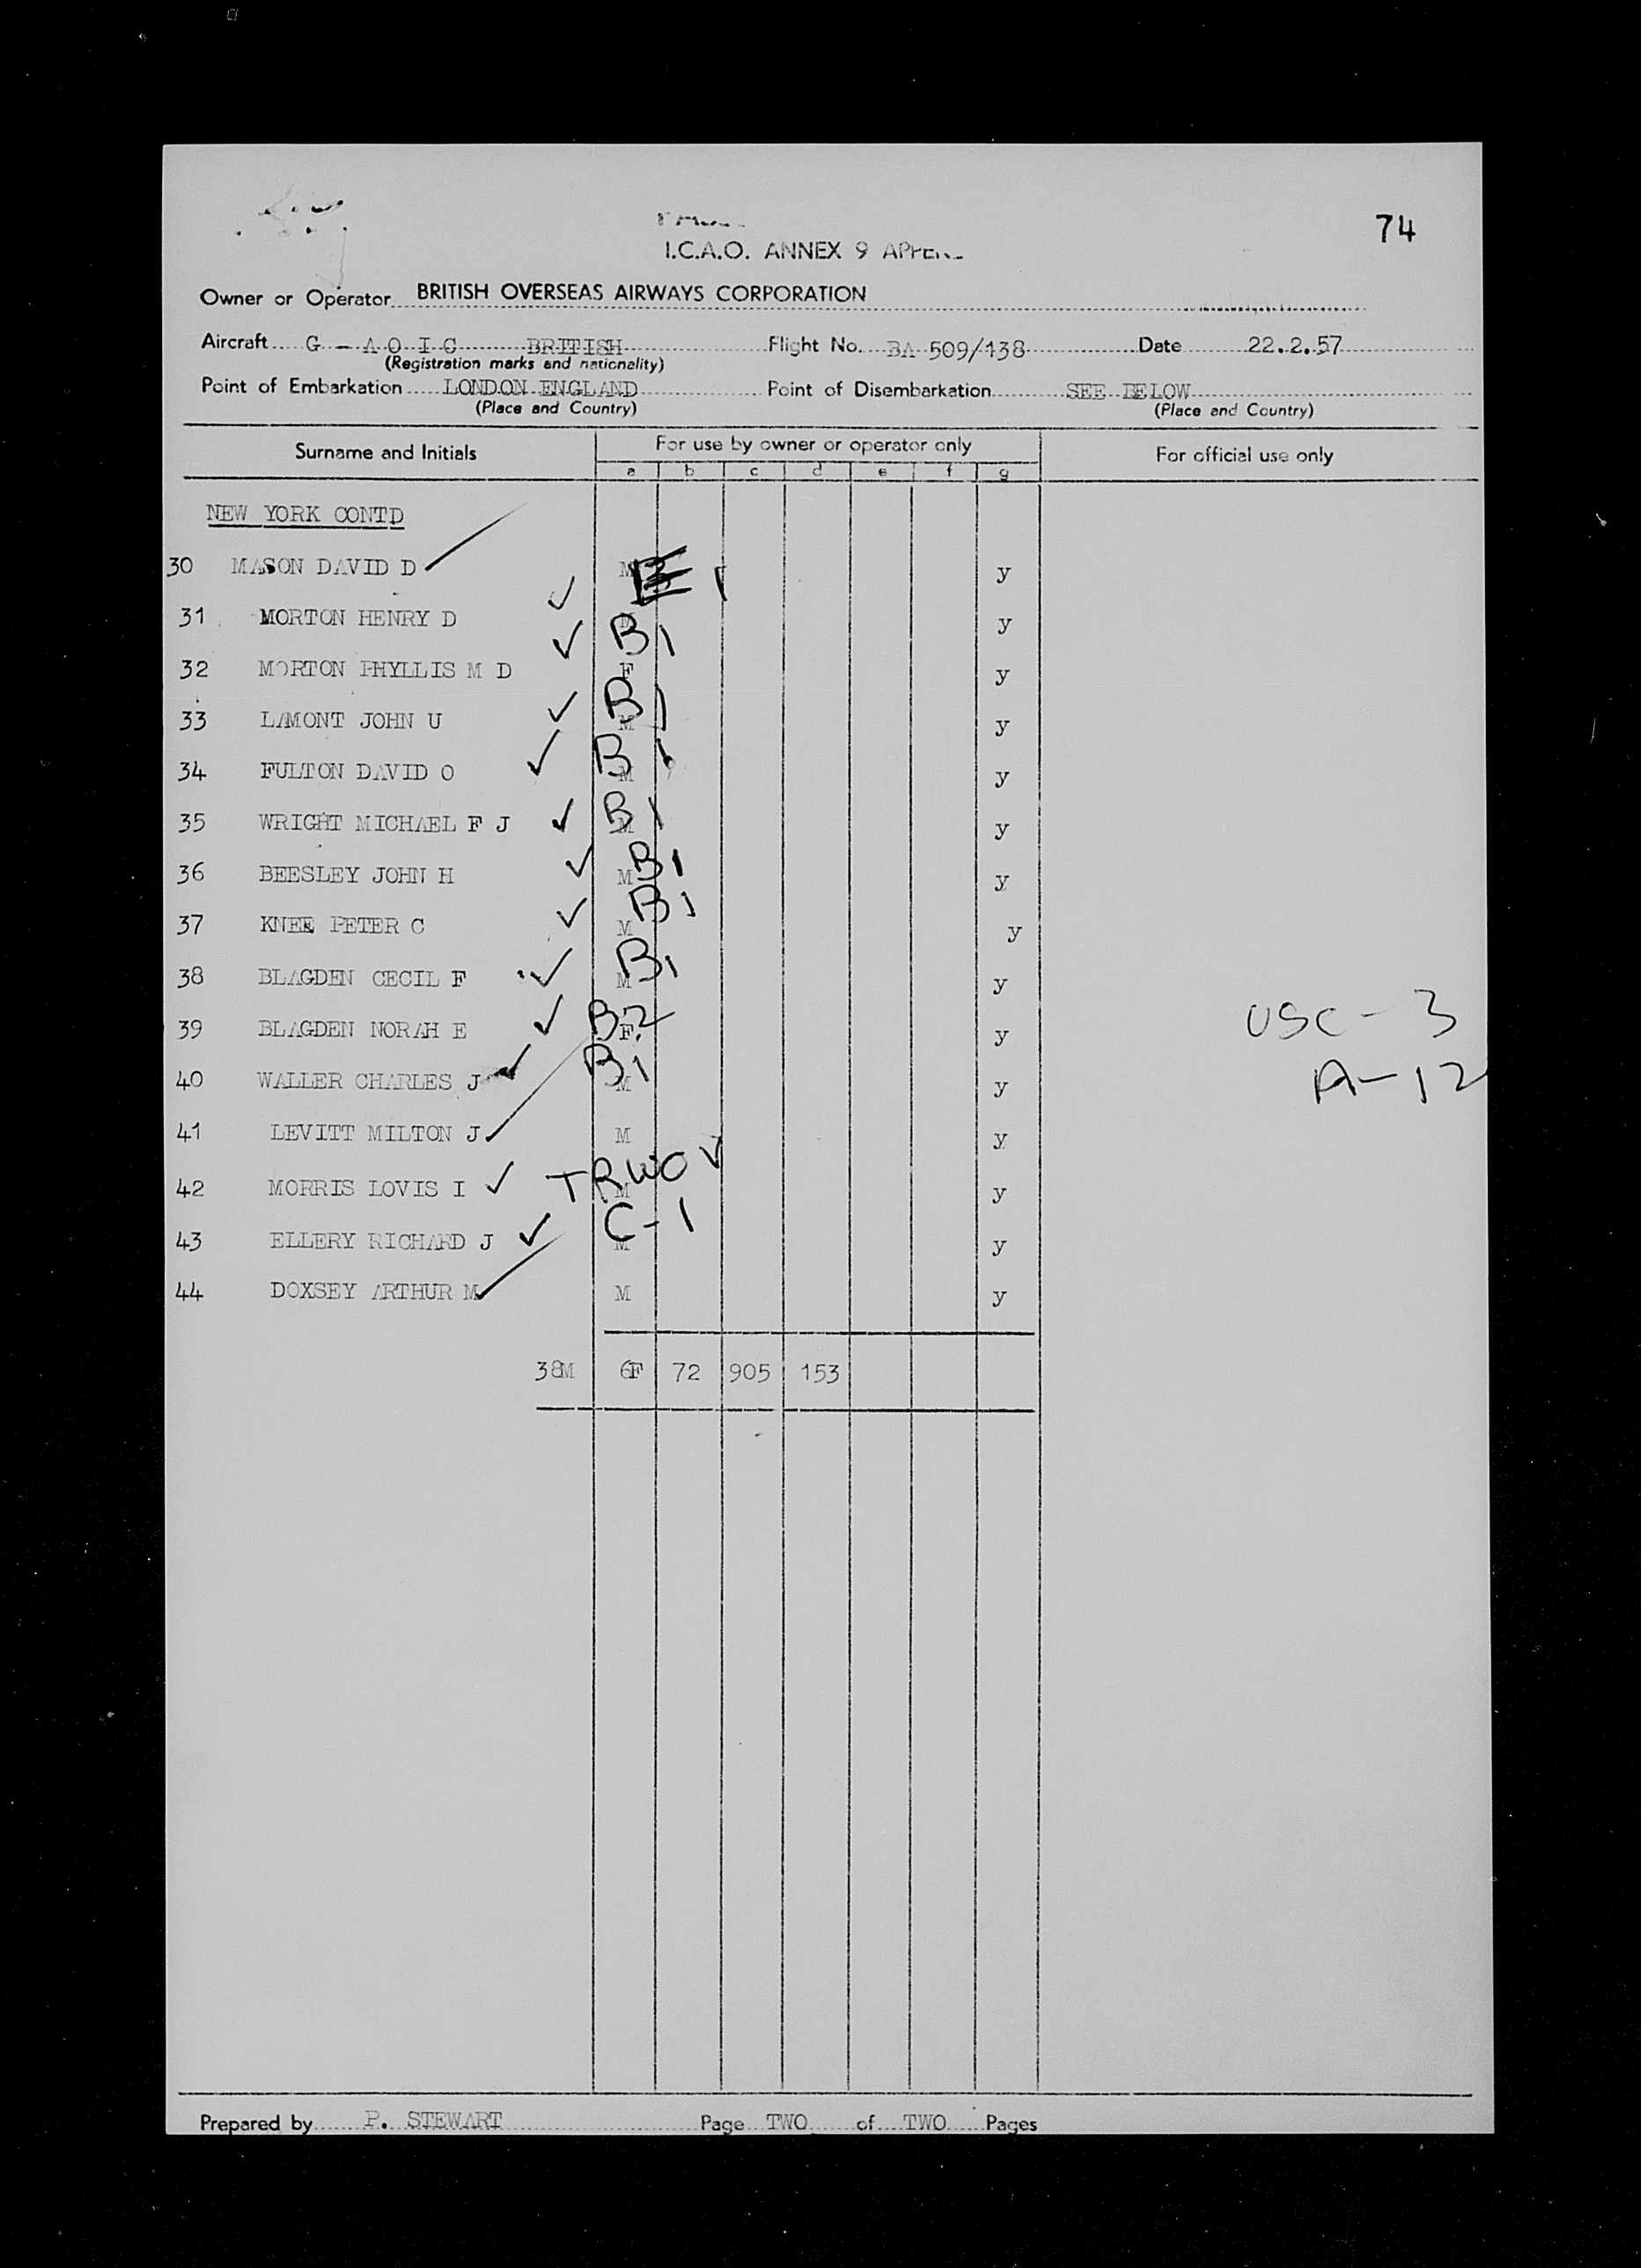 74
I.C.A.O. ANNEX 9
Owner or Operator BRITISH OVERSEAS AIRWAYS CORPORATION
Aircraft G - A O I C BRITISH Flight No. BA 509/138 Date 22.2.57
(Registration marks and nationality)
Point of Embarkation LONDON ENGLAND Point of Disembarkation SEE BELOW
(Place and Country) (Place and Country)
Surname and Initials For use by owner or operator only For official use only
a b c d e f g
NEW YORK CONTD
30 MASON DAVID D M 1 y
31 MORTON HENRY D y
B1
32 MORTON PHYLLIS M D F y
B1
33 LAMONT JOHN U M y
B1
34 FULTON DAVID O M y
35 WRIGHT MICHAEL F J B1 M y
36 BEESLEY JOHN H M B1 y
37 KNEE PETER C M B1 y
38 BLAGDEN CECIL F M B1 y
39 BLAGDEN NORAH E B2 F y
USC - 3
40 WALLER CHARLES J B1 M y
A - 12
41 LEVITT MILTON J M y
42 MORRIS LOVIS I TRWOV M y
43 ELLERY RICHARD J C-1 M y
44 DOXSEY ARTHUR M M y
38M 6F 72 905 153
Prepared by P. STEWART Page TWO of TWO Pages